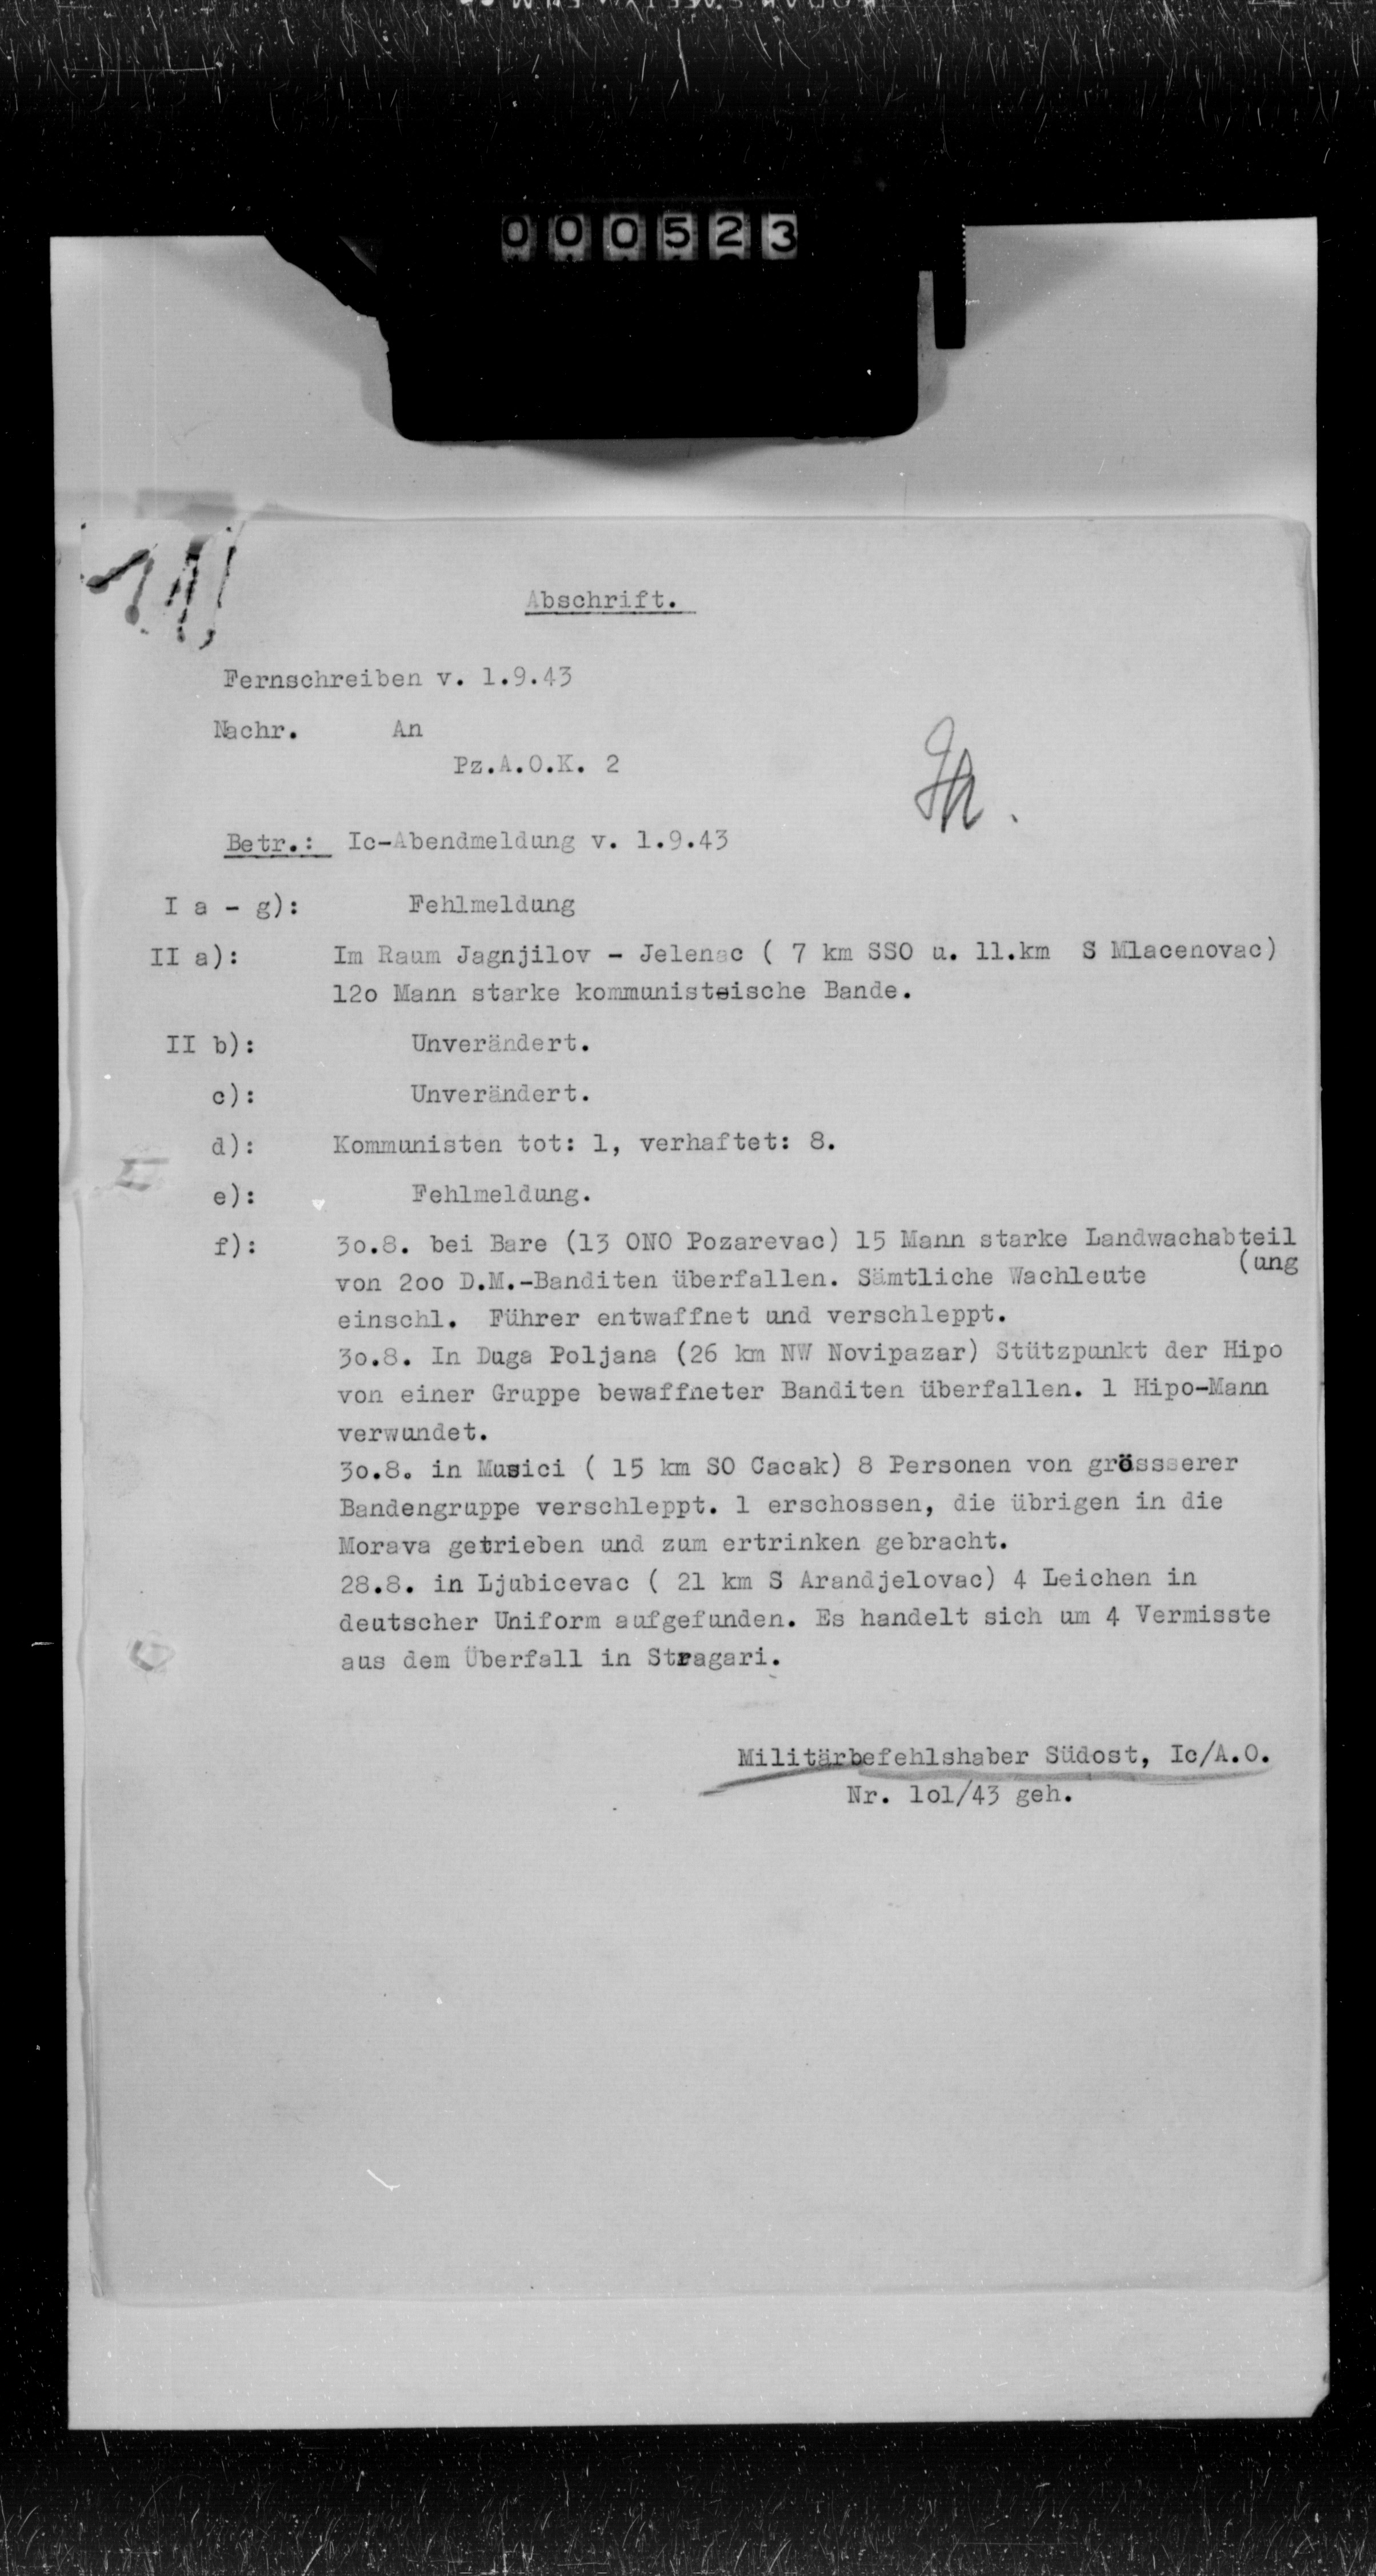 000523
Abschrift.
Fernschreiben v. 1.9.43
Nachr. An
Pz.A.O.K. 2
Betr.: Ic-Abendmeldung v. 1.9.43
I a - g): Fehlmeldung
II a): Im Raum Jagnjilov - Jelenac ( 7 km SSO u. 11.km S Mlacenovac)
12o Mann starke kommunisteische Bande.
II b): Unverändert.
c): Unverändert.
d): Kommunisten tot: 1, verhaftet: 8.
e): Fehlmeldung.
f): 3o.8. bei Bare (13 ONO Pozarevac) 15 Mann starke Landwachabteil
(ung
von 2oo D.M.-Banditen überfallen. Sämtliche Wachleute
einschl. Führer entwaffnet und verschleppt.
3o.8. In Duga Poljana (26 km NW Novipazar) Stützpunkt der Hipo
von einer Gruppe bewaffneter Banditen überfallen. 1 Hipo-Mann
verwundet.
3o.8. in Musici ( 15 km SO Cacak) 8 Personen von grössserer
Bandengruppe verschleppt. 1 erschossen, die übrigen in die
Morava getrieben und zum ertrinken gebracht.
28.8. in Ljubicevac ( 21 km S Arandjelovac) 4 Leichen in
deutscher Uniform aufgefunden. Es handelt sich um 4 Vermisste
aus dem Überfall in Stragari.
Militärbefehlshaber Südost, Ic/A.O.
Nr. 1o1/43 geh.